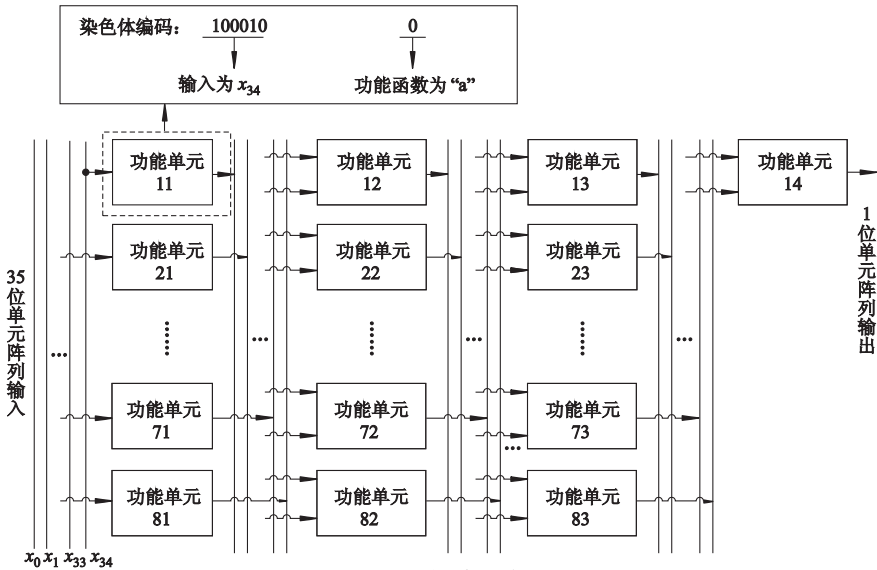 染色体编码： 100010 0
输入为 x34 功能函数为 “a”
功能单元
11
功能单元
12
功能单元
13
功能单元
14
功能单元
21
功能单元
22
功能单元
23
35位单元阵列输入
1位单元阵列输出
功能单元
71
功能单元
72
功能单元
73
功能单元
81
功能单元
82
功能单元
83
x0 x1 x33 x34